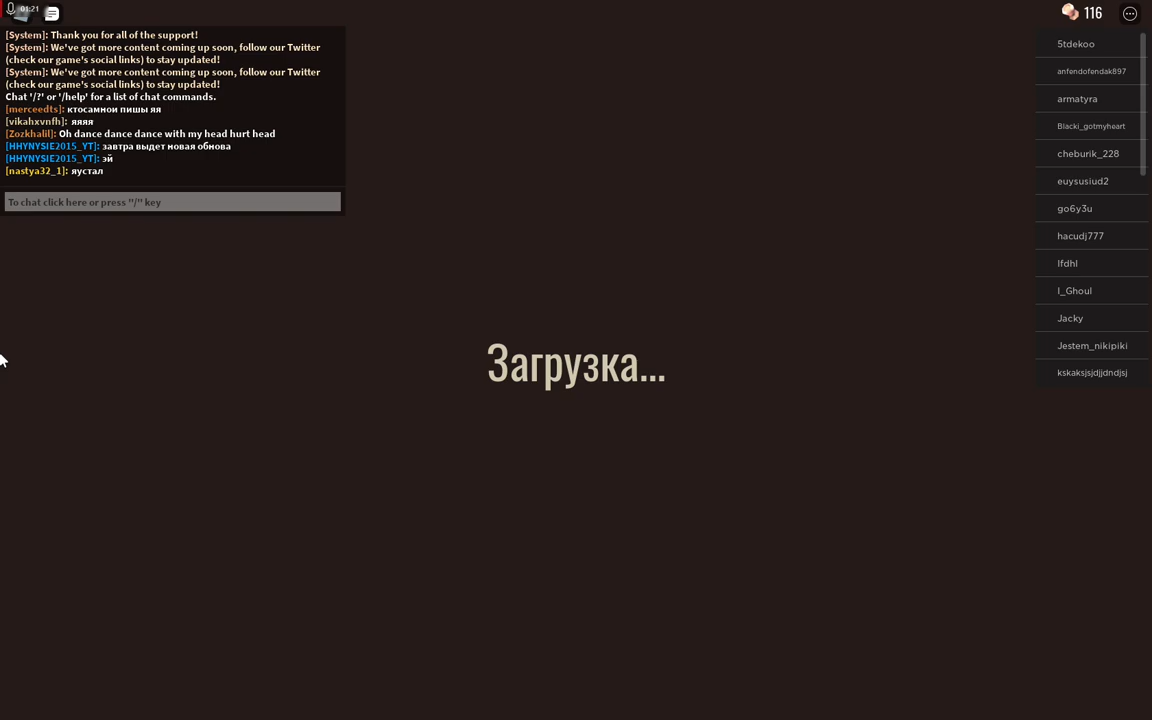 01:21
116
[System]: Thank you for all of the support!
[System]: We've got more content coming up soon, follow our Twitter
(check our game's social links) to stay updated!
[System]: We've got more content coming up soon, follow our Twitter
(check our game's social links) to stay updated!
Chat '/?' or '/help' for a list of chat commands.
[merceedts]: ктосамнои пишы яя
[vikahxvnfh]: яяяя
[Zozkhalil]: Oh dance dance dance with my head hurt head
[HHYNYSIE2015_YT]: завтра выдет новая обнова
[HHYNYSIE2015_YT]: эй
[nastya32_1]: яустал
To chat click here or press "/" key
5tdekoo
anfendofendak897
armatyra
Blacki_gotmyheart
cheburik_228
euysusiud2
go6y3u
hacudj777
Ifdhl
I_Ghoul
Jacky
Jestem_nikipiki
kskaksjsjdjjdndjsj
Загрузка...